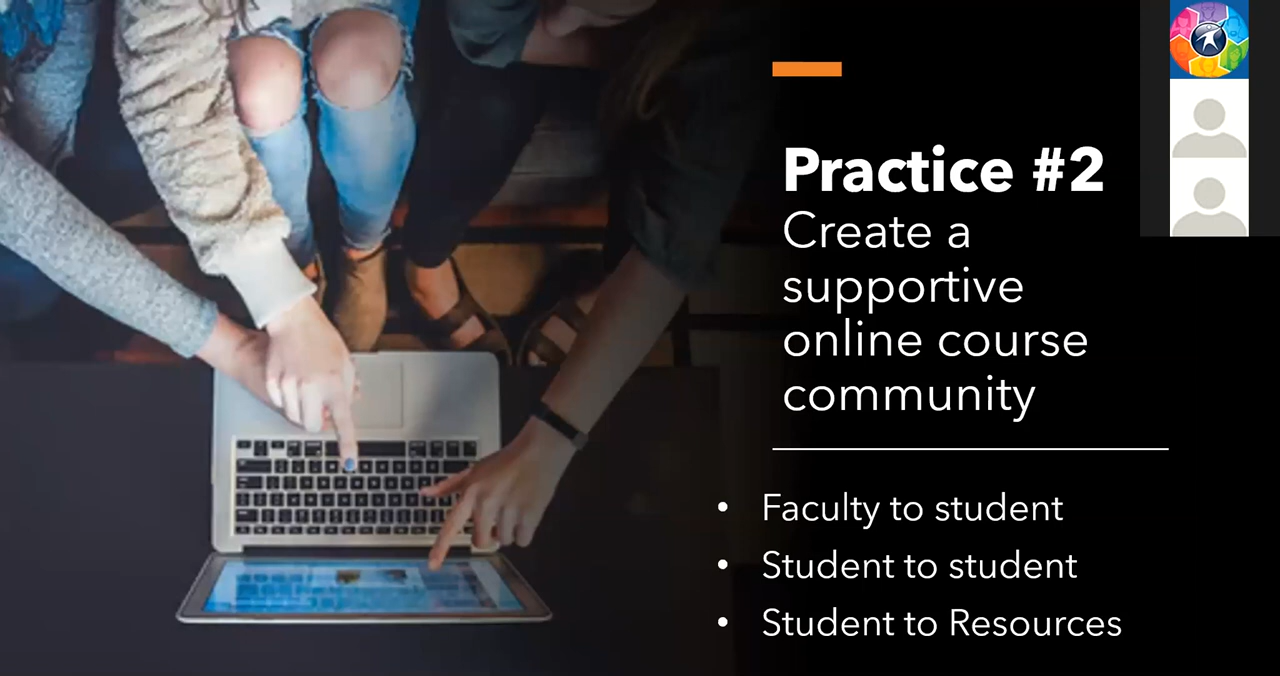 Practice #2
Create a
supportive
online course
community
• Faculty to student
• Student to student
• Student to Resources